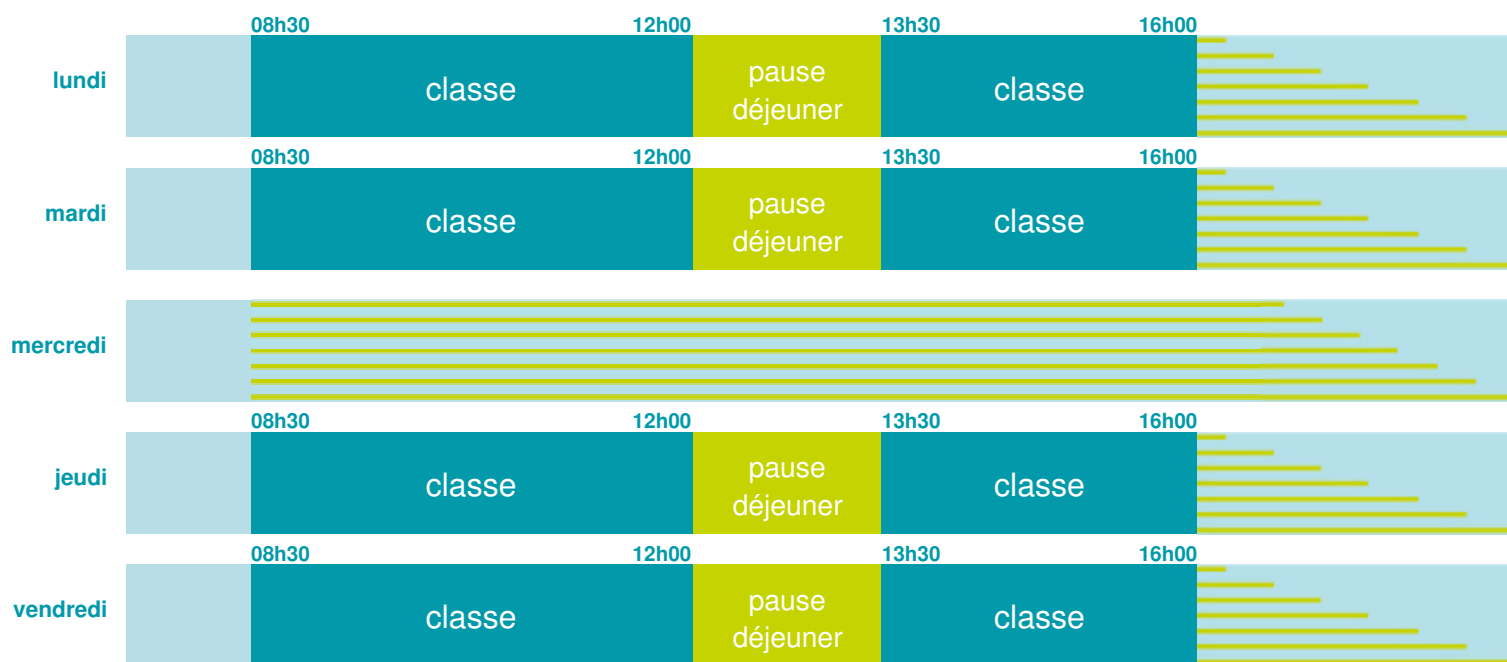 08h30 12h00 13h30 16h00
lundi classe pause déjeuner classe
08h30 12h00 13h30 16h00
mardi classe pause déjeuner classe
mercredi
08h30 12h00 13h30 16h00
jeudi classe pause déjeuner classe
08h30 12h00 13h30 16h00
vendredi classe pause déjeuner classe